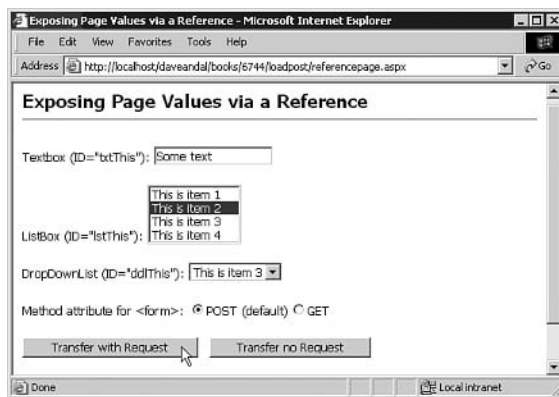 Exposing Page Values via a Reference - Microsoft Internet Explorer
File Edit View Favorites Tools Help
Address http://localhost/daveandal/books/6744/loadpost/referencepage.aspx Go
Exposing Page Values via a Reference
Textbox (ID="txtThis"): Some text
This is item 1
This is item 2
This is item 3
ListBox (ID="lstThis"): This is item 4
DropDownList (ID="ddlThis"): This is item 3
Method attribute for <form>: POST (default) GET
Transfer with Request Transfer no Request
Done Local intranet